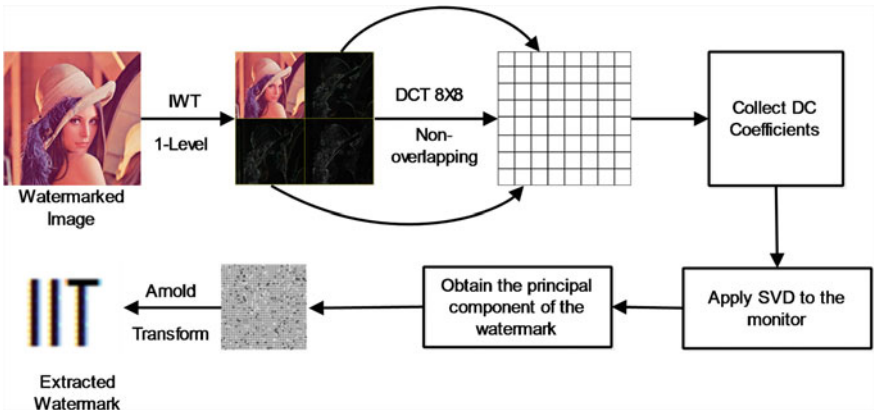 IWT
1-Level
DCT 8X8
Non-
overlapping
Collect DC
Coefficients
Watermarked
Image
Apply SVD to the
monitor
Obtain the principal
component of the
watermark
Arnold
Transform
IIT
Extracted
Watermark